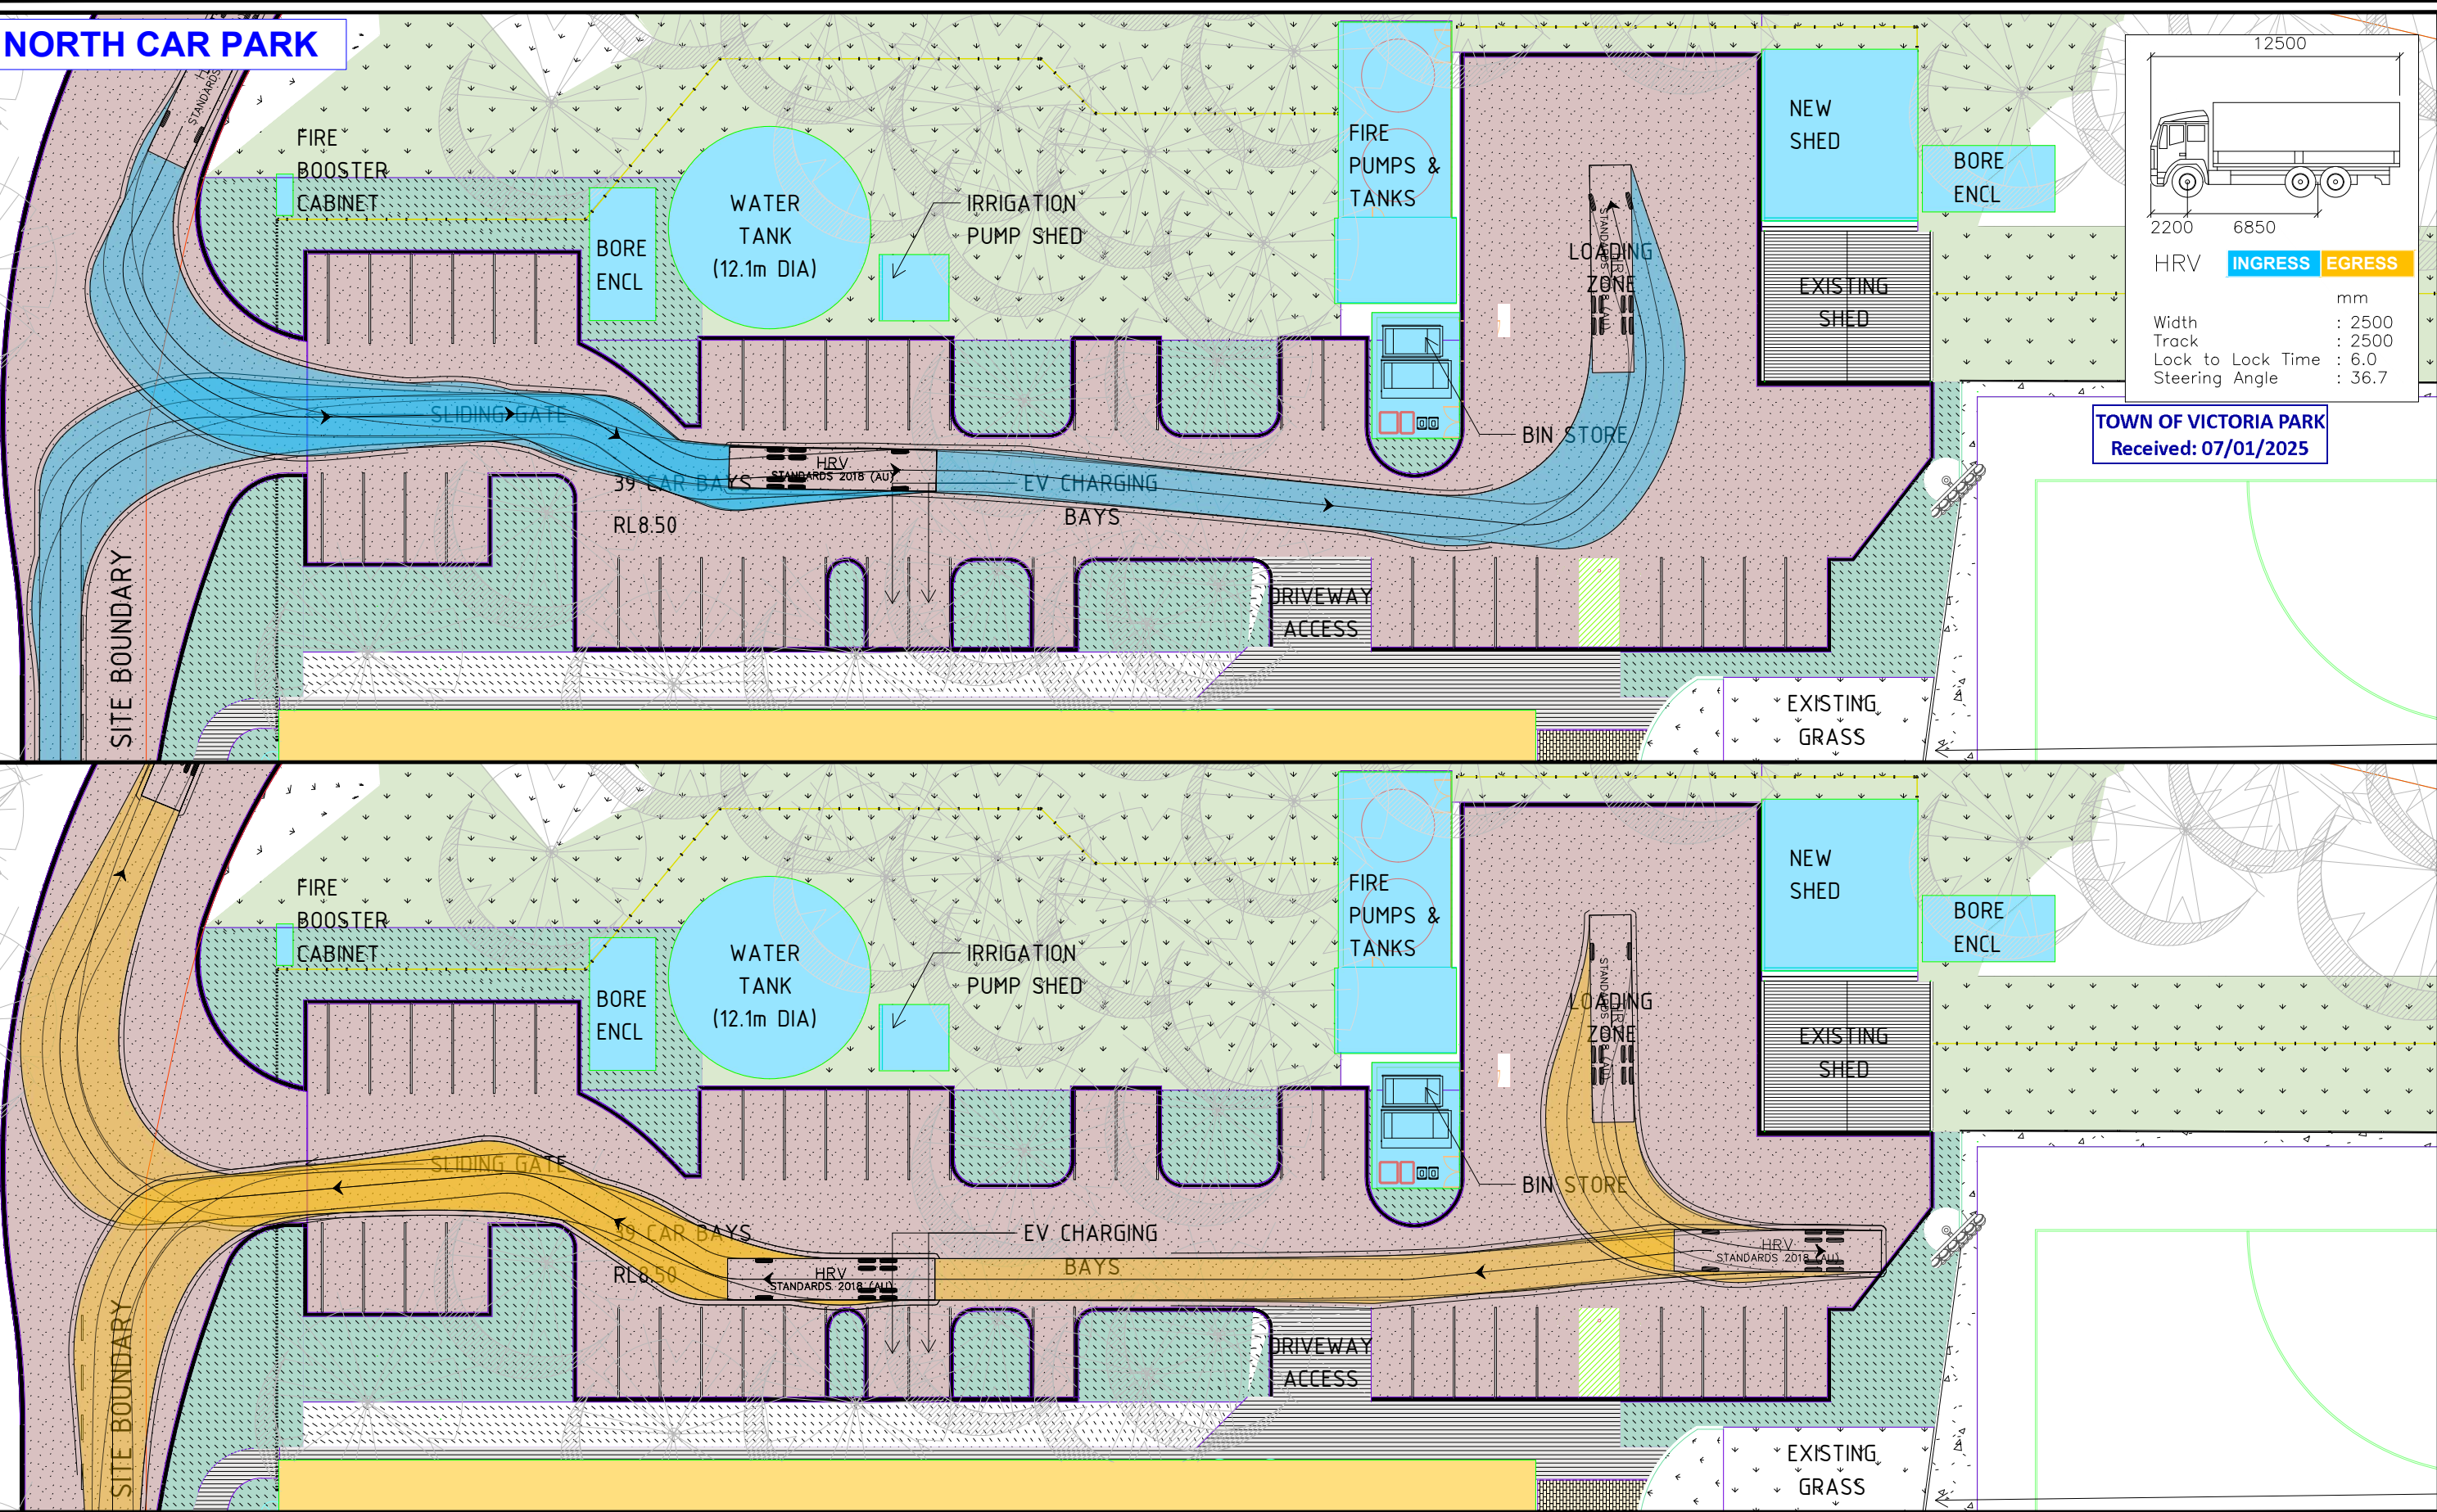 NORTH CAR PARK
FIRE
BOOSTER
CABINET
BORE
ENCL
WATER
TANK
(12.1m DIA)
IRRIGATION
PUMP SHED
FIRE
PUMPS &
TANKS
LOADING
ZONE
NEW
SHED
BORE
ENCL
EXISTING
SHED
12500
2200 6850
HRV INGRESS EGRESS
mm
Width : 2500
Track : 2500
Lock to Lock Time : 6.0
Steering Angle : 36.7
TOWN OF VICTORIA PARK
Received: 07/01/2025
SLIDING GATE
HRV
STANDARDS 2018 (AU)
39 CAR BAYS
RL8.50
EV CHARGING
BAYS
BIN STORE
DRIVEWAY
ACCESS
SITE BOUNDARY
EXISTING
GRASS
FIRE
BOOSTER
CABINET
BORE
ENCL
WATER
TANK
(12.1m DIA)
IRRIGATION
PUMP SHED
FIRE
PUMPS &
TANKS
LOADING
ZONE
NEW
SHED
BORE
ENCL
EXISTING
SHED
SLIDING GATE
39 CAR BAYS
RL8.50
HRV
STANDARDS 2018 (AU)
EV CHARGING
BAYS
BIN STORE
HRV
STANDARDS 2018 (AU)
DRIVEWAY
ACCESS
SITE BOUNDARY
EXISTING
GRASS